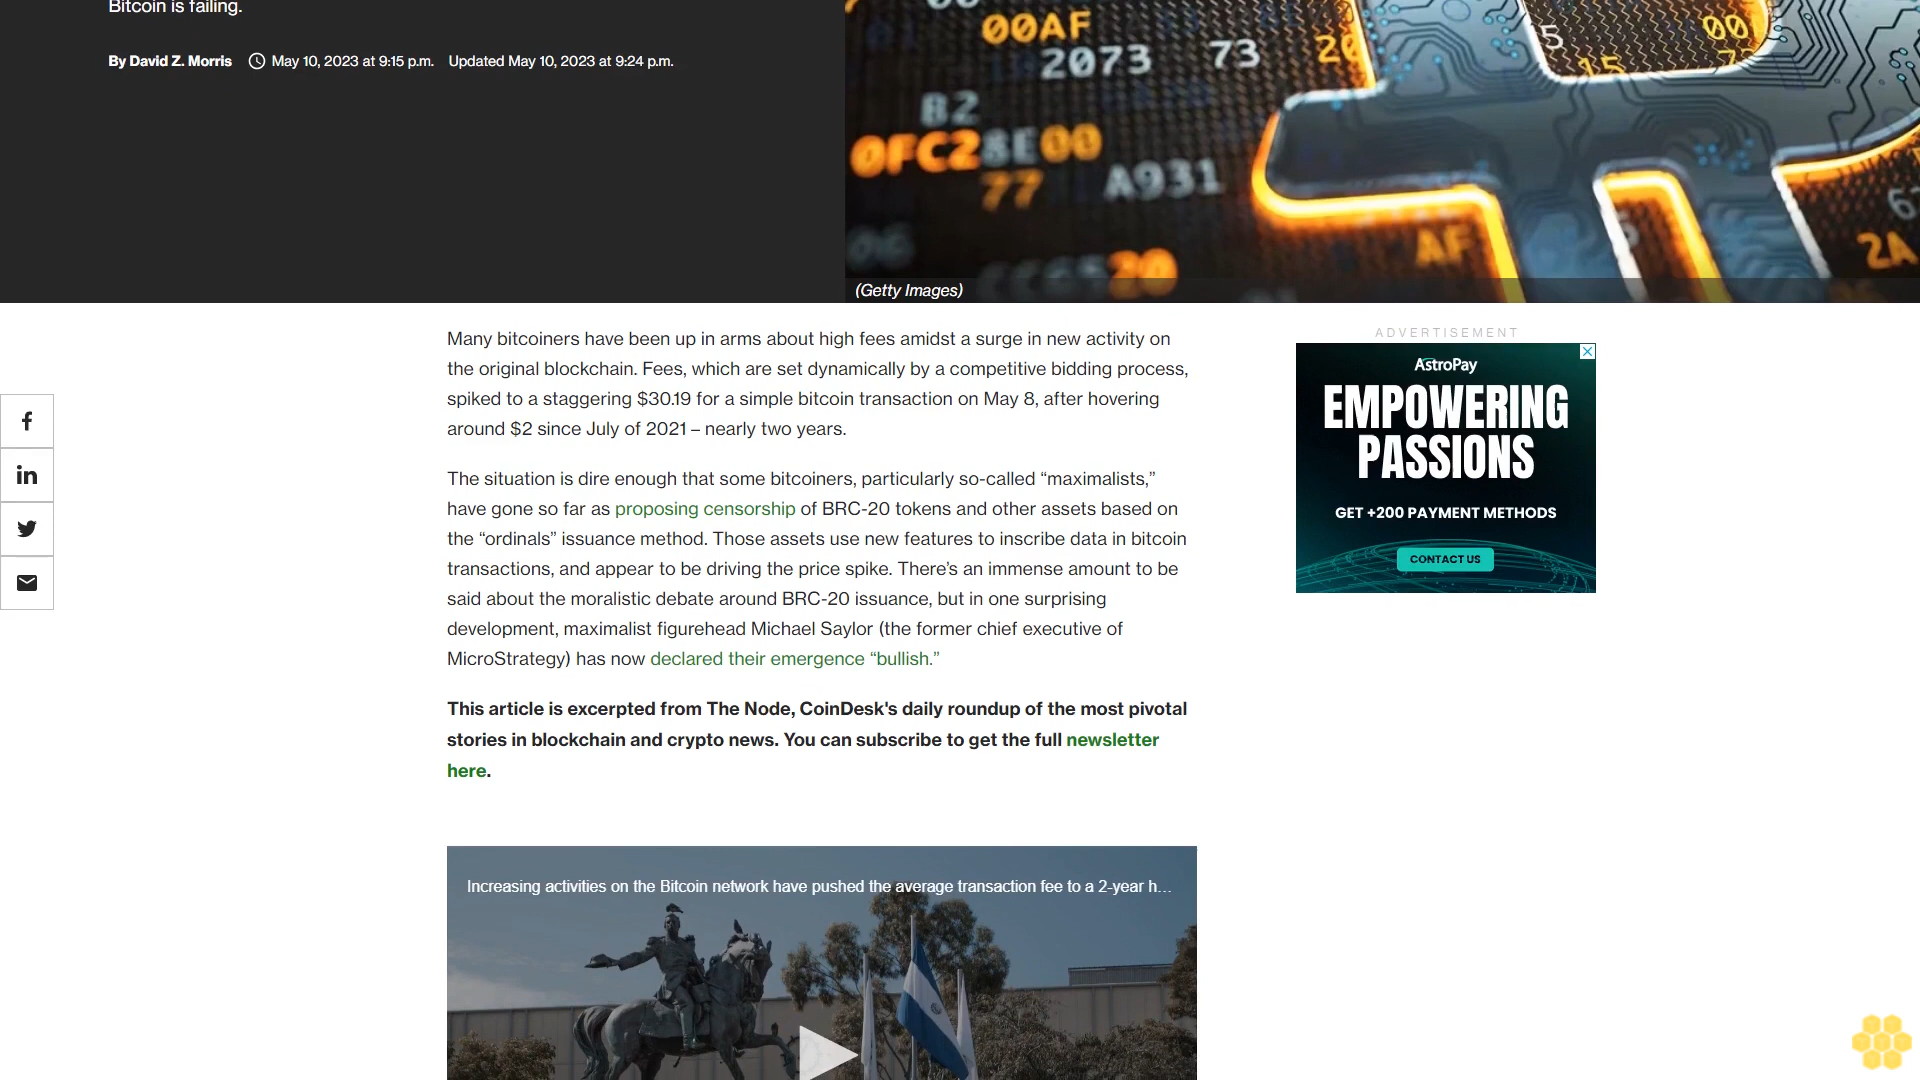 Bitcoin is failing.
By David Z. Morris May 10, 2023 at 9:15 p.m. Updated May 10, 2023 at 9:24 p.m.
00AF
2073 73
5
00
15
B2
0FC28E00
77
A931
AF
2A
06
CC6520
(Getty Images)
Many bitcoiners have been up in arms about high fees amidst a surge in new activity on
the original blockchain. Fees, which are set dynamically by a competitive bidding process,
spiked to a staggering $30.19 for a simple bitcoin transaction on May 8, after hovering
around $2 since July of 2021 – nearly two years.
The situation is dire enough that some bitcoiners, particularly so-called “maximalists,”
have gone so far as proposing censorship of BRC-20 tokens and other assets based on
the “ordinals” issuance method. Those assets use new features to inscribe data in bitcoin
transactions, and appear to be driving the price spike. There’s an immense amount to be
said about the moralistic debate around BRC-20 issuance, but in one surprising
development, maximalist figurehead Michael Saylor (the former chief executive of
MicroStrategy) has now declared their emergence “bullish.”
This article is excerpted from The Node, CoinDesk's daily roundup of the most pivotal
stories in blockchain and crypto news. You can subscribe to get the full newsletter
here.
Increasing activities on the Bitcoin network have pushed the average transaction fee to a 2-year h...
ADVERTISEMENT
AstroPay
EMPOWERING
PASSIONS
GET +200 PAYMENT METHODS
CONTACT US